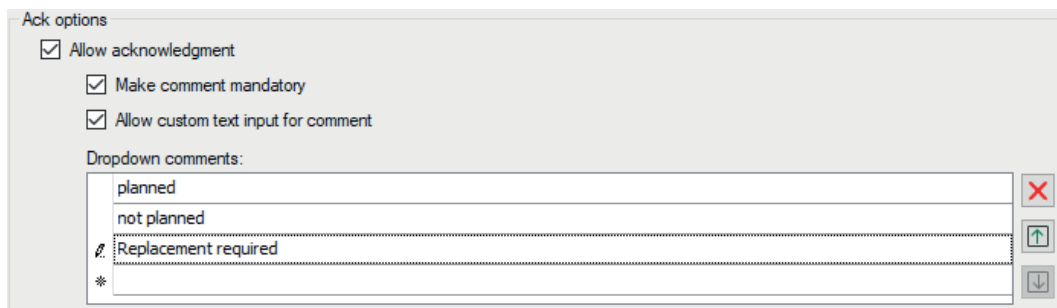 Ack options
Allow acknowledgment
Make comment mandatory
Allow custom text input for comment
Dropdown comments:
planned
not planned
Replacement required